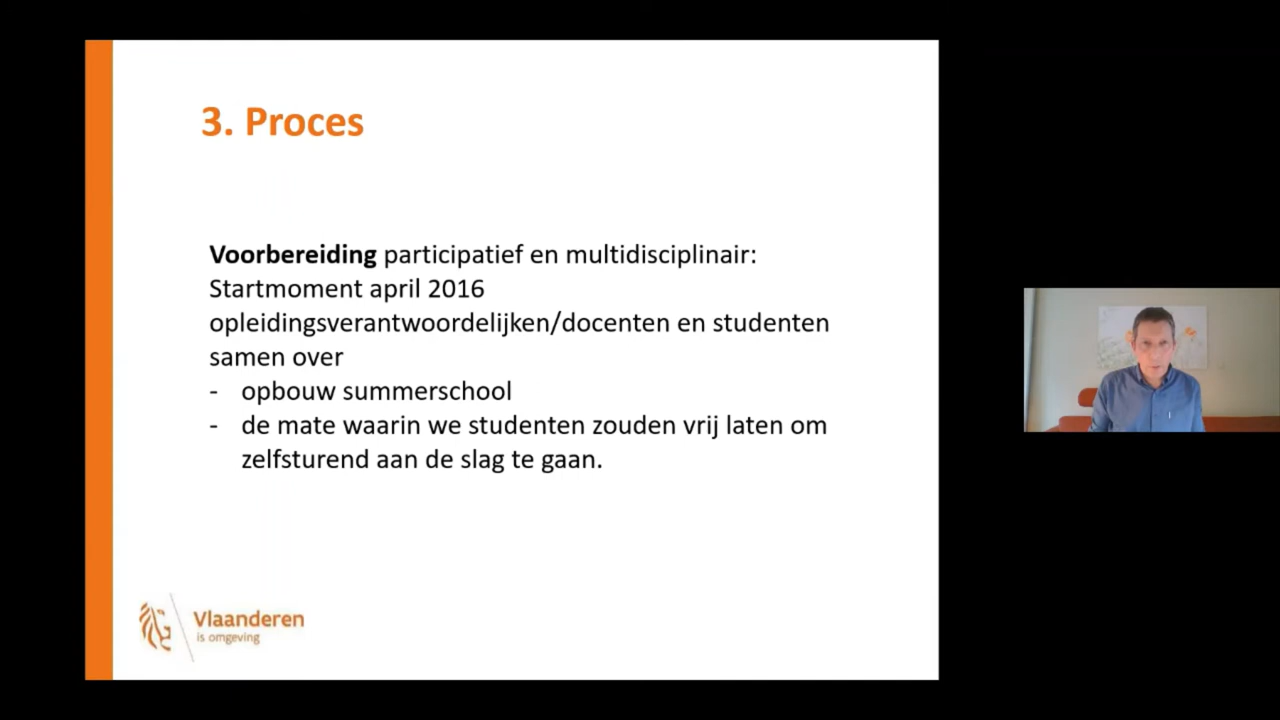 3. Proces
Voorbereiding participatief en multidisciplinair:
Startmoment april 2016
opleidingsverantwoordelijken/docenten en studenten
samen over
- opbouw summerschool
- de mate waarin we studenten zouden vrij laten om
zelfsturend aan de slag te gaan.
Vlaanderen
is omgeving